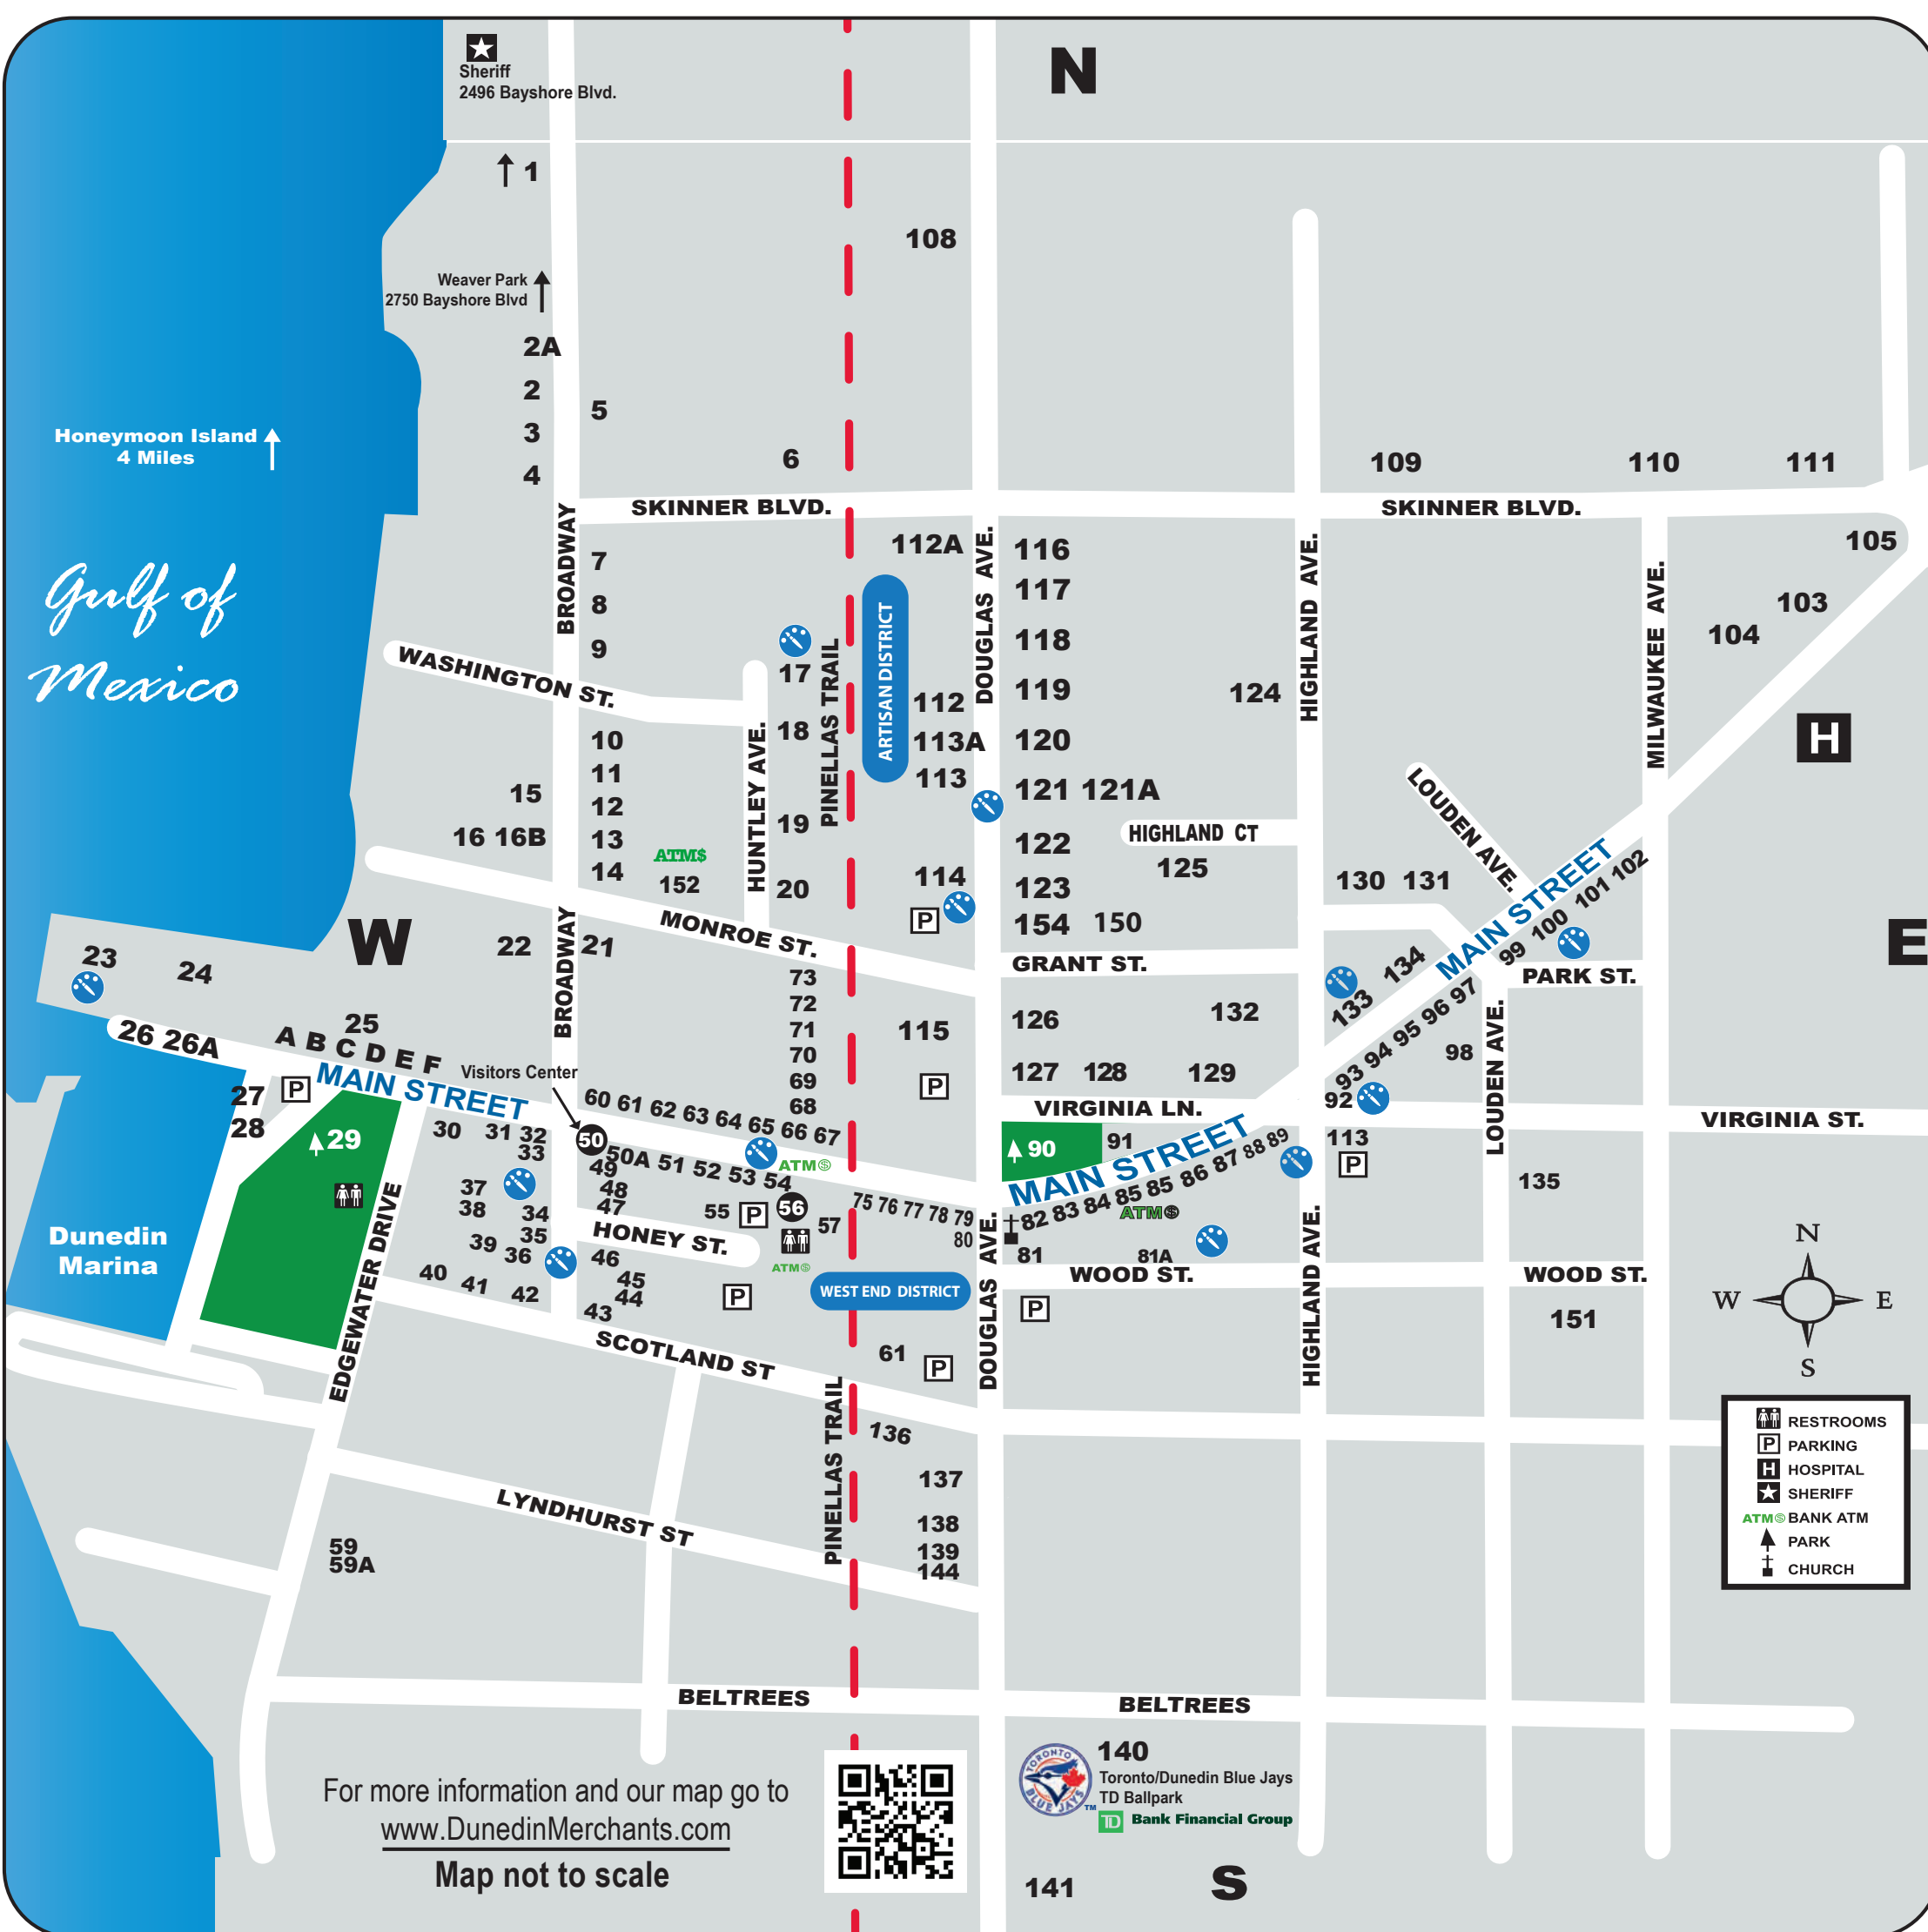 Sheriff
2496 Bayshore Blvd.
N
1
108
Weaver Park
2750 Bayshore Blvd
2A
2
5
3
4
Honeymoon Island
4 Miles
6
109
110
111
SKINNER BLVD.
SKINNER BLVD.
BROADWAY
DOUGLAS AVE.
HIGHLAND AVE.
MILWAUKEE AVE.
112A
116
105
7
117
103
Gulf of
Mexico
8
118
104
9
WASHINGTON ST.
17
PINELLAS TRAIL
ARTISAN DISTRICT
112
119
124
18
113A
120
H
10
11
HUNTLEY AVE.
113
121 121A
15
12
LOUDEN AVE.
16 16B
13
19
122
HIGHLAND CT
ATM$
14
152
20
114
125
P
123
130 131
MAIN STREET
99 100 101 102
154 150
MONROE ST.
W
22
BROADWAY
21
GRANT ST.
E
23
24
73
72
71
70
69
68
115
P
126
132
133
134
PARK ST.
25
26 26A
A B C D E F
MAIN STREET
127 128 129
92 93 94 95 96 97
98
LOUDEN AVE.
Visitors Center
27
P
28
60 61 62 63 64 65 66 67
VIRGINIA LN.
VIRGINIA ST.
29
30 31 32
33
50
50A 51 52 53 54
ATM$
90
91
MAIN STREET
113
P
49
48
47
37
38
34
35
36
39
55
P
56
57
75 76 77 78 79
80
82 83 84 85 85 86 87 88 89
ATM$
135
HONEY ST.
ATM$
81
81A
Dunedin
Marina
EDGEWATER DRIVE
40 41 42
46
45
44
43
P
WEST END DISTRICT
DOUGLAS AVE.
WOOD ST.
WOOD ST.
HIGHLAND AVE.
P
151
N
W
E
S
SCOTLAND ST
61
P
PINELLAS TRAIL
136
137
138
139
144
LYNDHURST ST
59
59A
RESTROOMS
P PARKING
H HOSPITAL
SHERIFF
ATM$ BANK ATM
PARK
CHURCH
BELTREES
BELTREES
TORONTO
BLUE JAYS
TM
140
Toronto/Dunedin Blue Jays
TD Ballpark
TD Bank Financial Group
For more information and our map go to
www.DunedinMerchants.com
Map not to scale
141
S